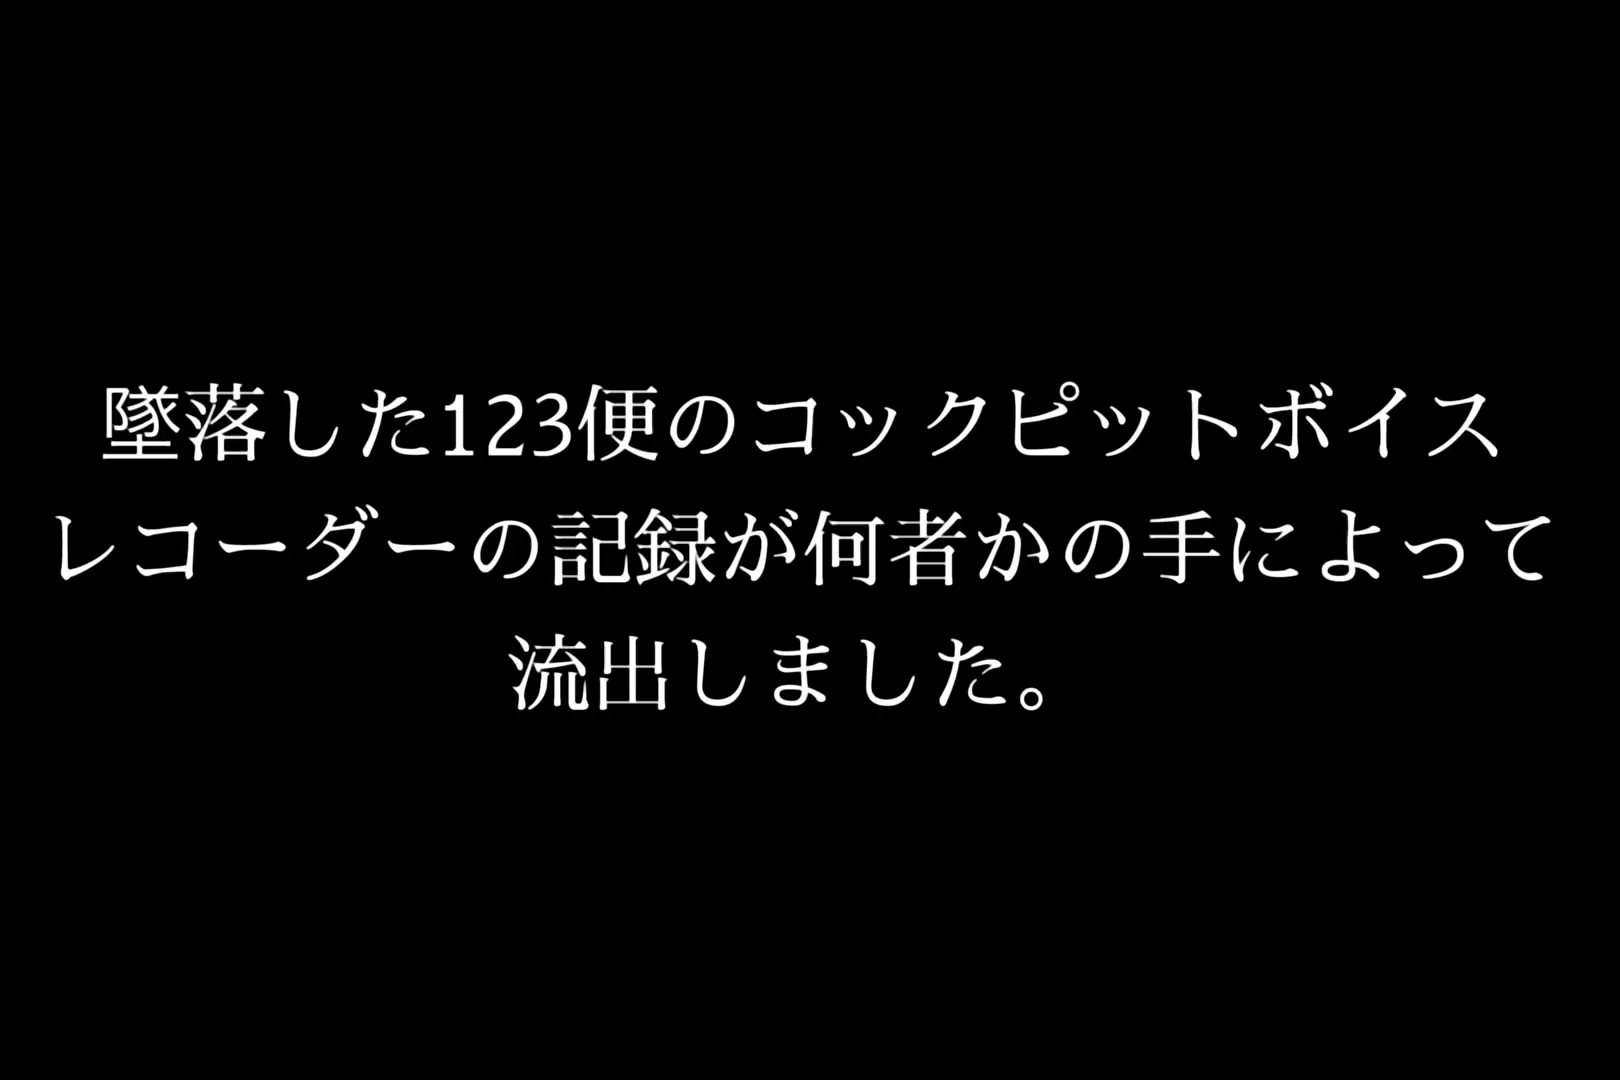 墜落した123便のコックピットボイス
レコーダーの記録が何者かの手によって
流出しました。